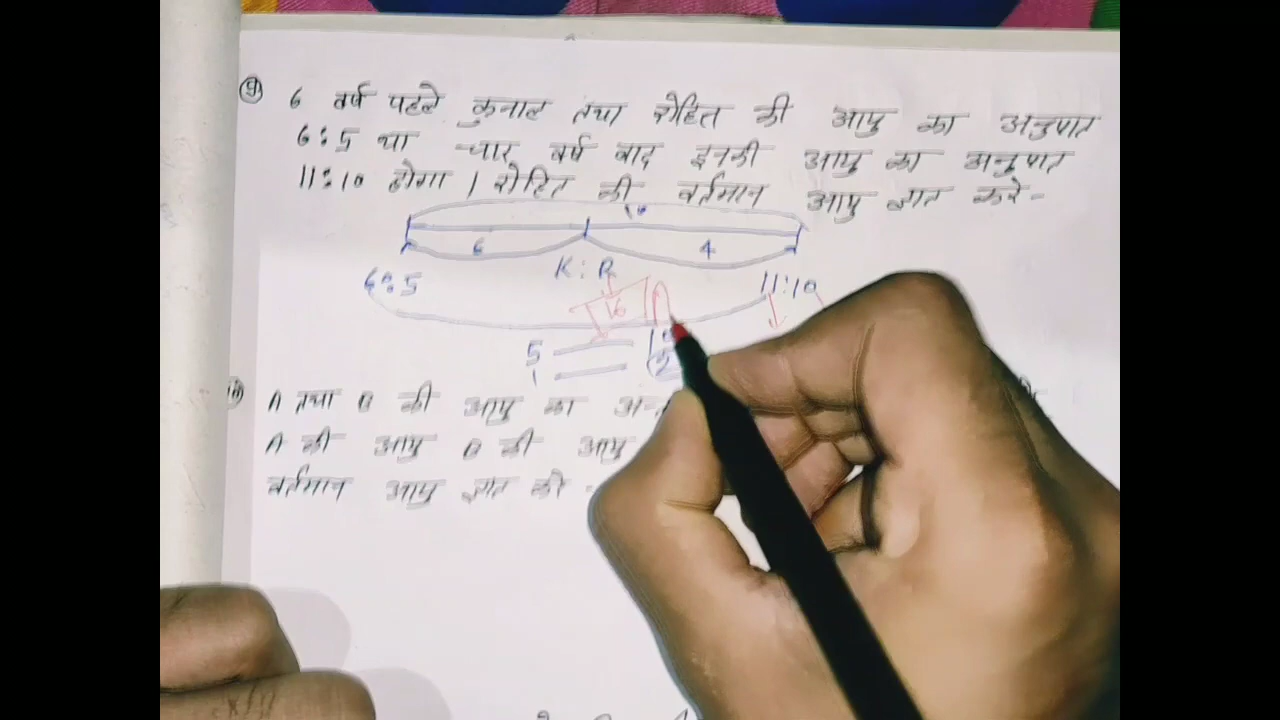 9 6 वर्ष पहले कुनाल तथा रोहित की आयु का अनुपात
6:5 था चार वर्ष बाद इनकी आयु का अनुपात
11:10 होगा । रोहित की वर्तमान आयु ज्ञात करे-
10
6 4
K:R
6:5 11:10
16
5
1 2
10 A तथा B की आयु का
A की आयु B की आयु
वर्तमान आयु ज्ञात करे -